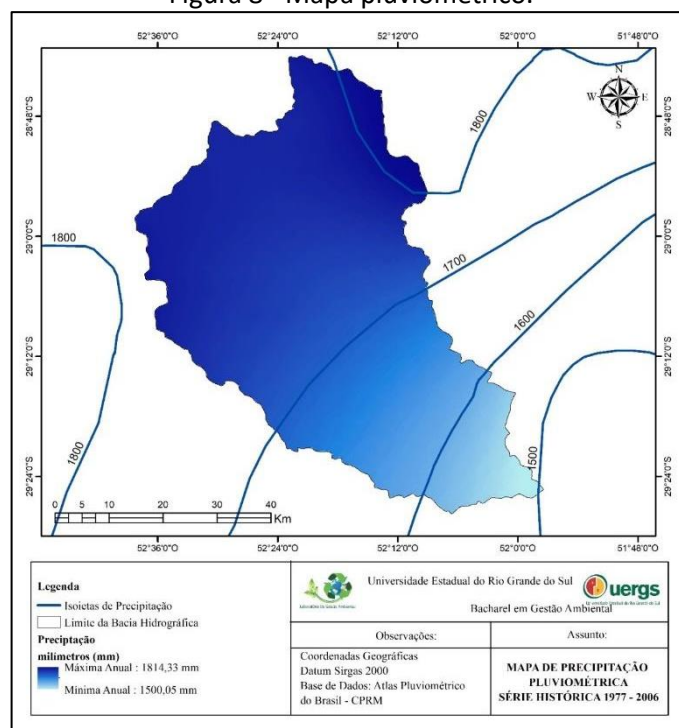 Figura 8 - Mapa pluviométrico.
52°36'0"O
52°24'0"O
52°12'0"O
52°0'0"O
51°48'0"O
N
W
E
S
28°48'0"S
28°48'0"S
1800
29°0'0"S
29°0'0"S
1800
1700
1600
29°12'0"S
29°12'0"S
1800
1500
29°24'0"S
29°24'0"S
0 5 10 20 30 40
Km
52°36'0"O
52°24'0"O
52°12'0"O
52°0'0"O
51°48'0"O
Legenda
Isoietas de Precipitação
Limite da Bacia Hidrográfica
Preciptação
milímetros (mm)
Máxima Anual : 1814,33 mm
Mínima Anual : 1500,05 mm
Universidade Estadual do Rio Grande do Sul
uergs
Bacharel em Gestão Ambiental
Observações:
Assunto:
Coordenadas Geográficas
Datum Sirgas 2000
Base de Dados: Atlas Pluviométrico
do Brasil - CPRM
MAPA DE PRECIPITAÇÃO
PLUVIOMÉTRICA
SÉRIE HISTÓRICA 1977 - 2006